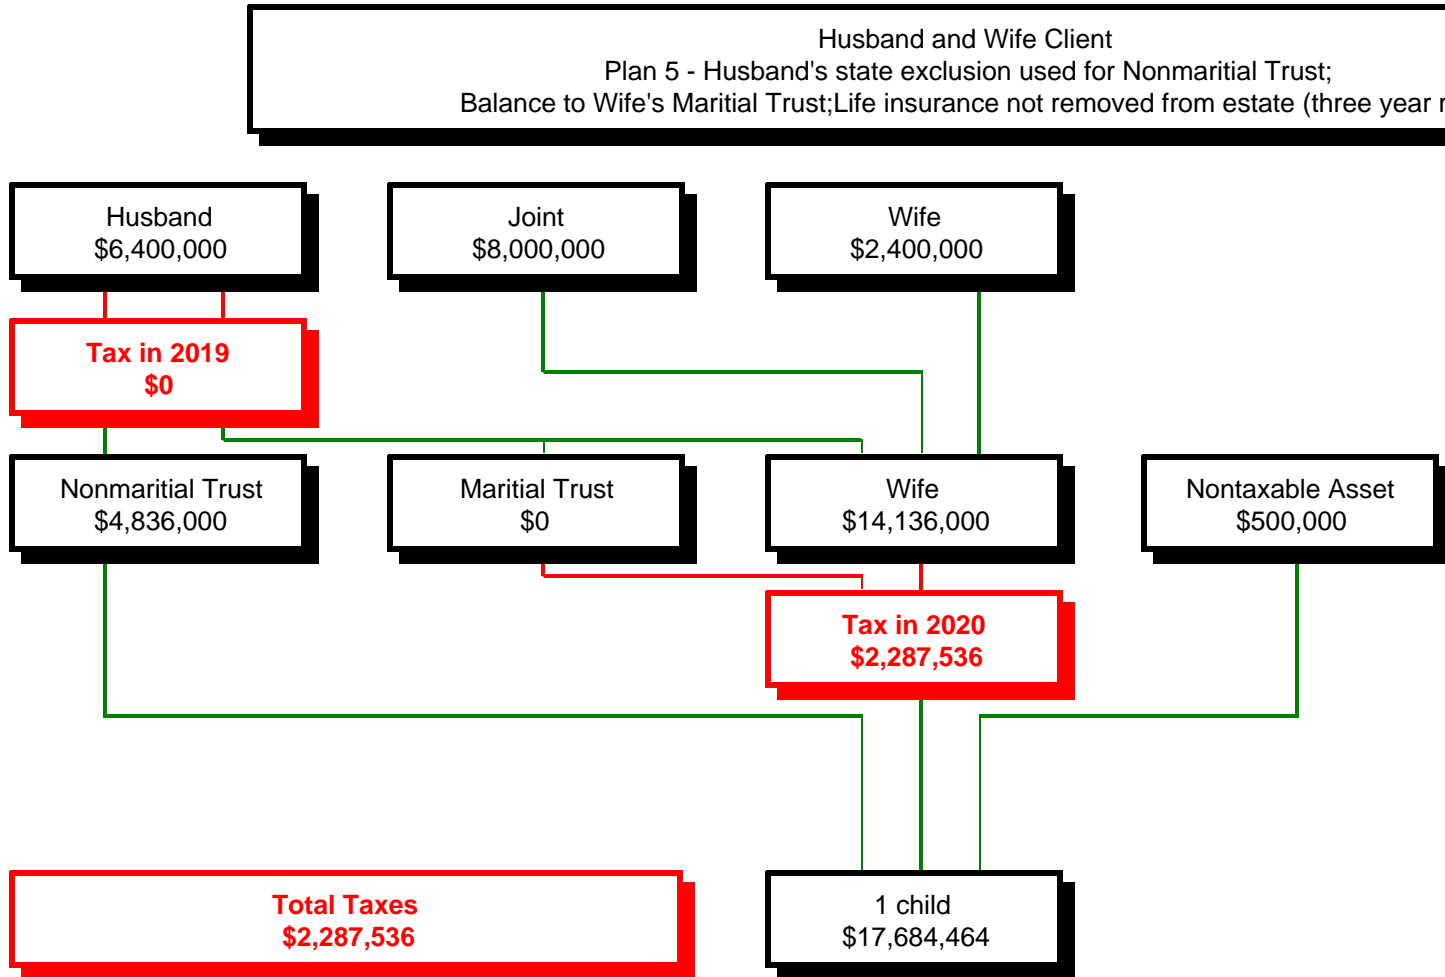 Husband and Wife Client
Plan 5 - Husband's state exclusion used for Nonmaritial Trust;
Balance to Wife's Maritial Trust;Life insurance not removed from estate (three year
Husband
$6,400,000
Joint
$8,000,000
Wife
$2,400,000
Tax in 2019
$0
Nonmaritial Trust
$4,836,000
Maritial Trust
$0
Wife
$14,136,000
Nontaxable Asset
$500,000
Tax in 2020
$2,287,536
Total Taxes
$2,287,536
1 child
$17,684,464